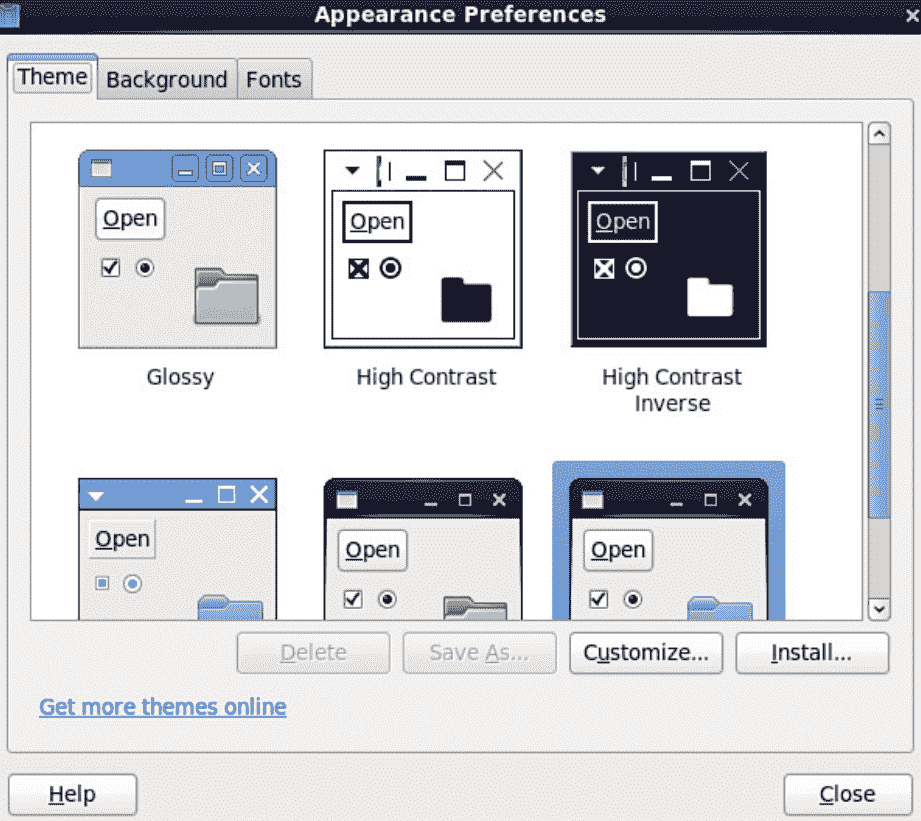 Appearance Preferences
Theme Background Fonts
Open Open Open
Glossy High Contrast High Contrast
Inverse
Open Open Open
Delete Save As... Customize... Install...
Get more themes online
Help Close